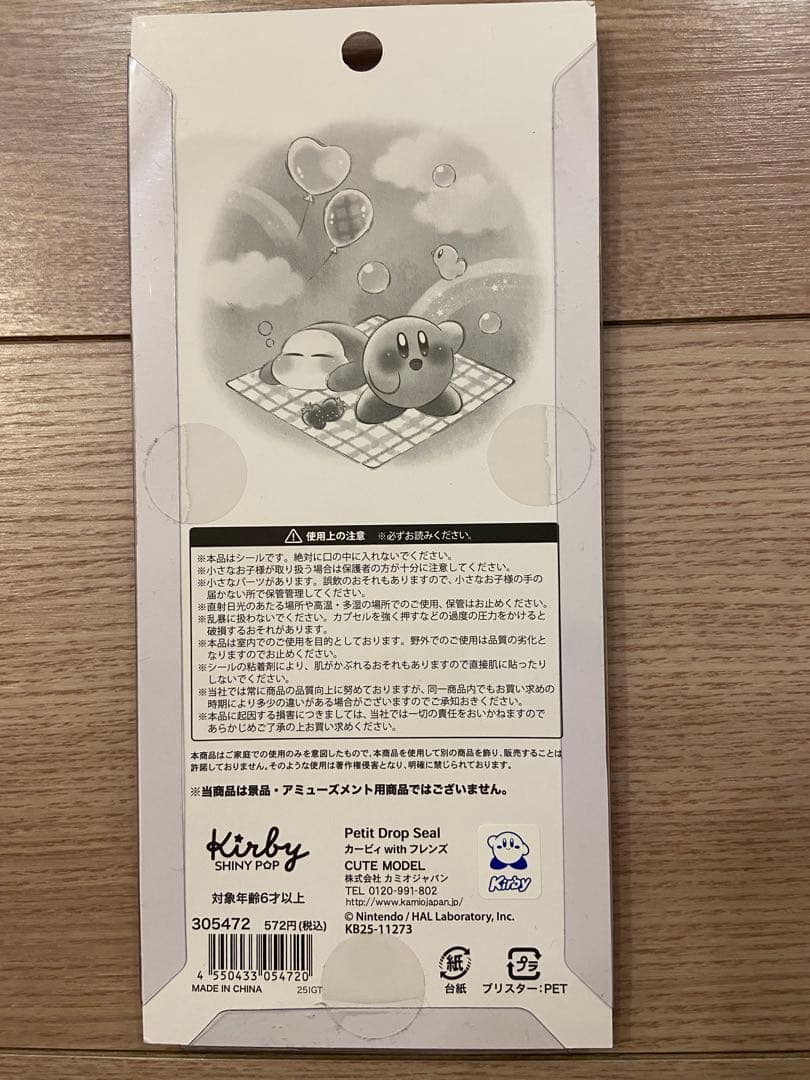 使用上の注意 ※必ずお読みください。
※本品はシールです。絶対に口の中に入れないでください。
※小さなお子様が取り扱う場合は保護者の方が十分に注意してください。
※小さなパーツがあります。誤飲のおそれもありますので、小さなお子様の手の
届かない所で保管管理してください。
※直射日光のあたる場所や高温・多湿の場所でのご使用、保管はお止めください。
※乱暴に扱わないでください。カプセルを強く押すなどの過度の圧力をかけると
破損するおそれがあります。
※本品は室内でのご使用を目的としております。野外でのご使用は品質の劣化と
なりますのでお止めください。
※シールの粘着剤により、肌がかぶれるおそれもありますので直接肌に貼ったり
しないでください。
※当社では常に商品の品質向上に努めておりますが、同一商品内でもお買い求めの
時期により多少の違いがある場合がございますのでご承知おきください。
※本品に起因する損害につきましては、当社では一切の責任をおいかねますので
あらかじめご了承の上お買い求めください。
本商品はご家庭での使用のみを意図したもので、本商品を使用して別の商品を飾り、販売することは
許諾しておりません。そのような使用は著作権侵害となり、明確に禁じられております。
※当商品は景品・アミューズメント用商品ではございません。
Kirby
SHINY POP
対象年齢6才以上
305472 572円(税込)
4 550433 054720
MADE IN CHINA 25IGT
Petit Drop Seal
カービィ with フレンズ
CUTE MODEL
株式会社 カミオジャパン
TEL 0120-991-802
http://www.kamiojapan.jp/
© Nintendo / HAL Laboratory, Inc.
KB25-11273
Kirby
紙
台紙
プラ
ブリスター:PET